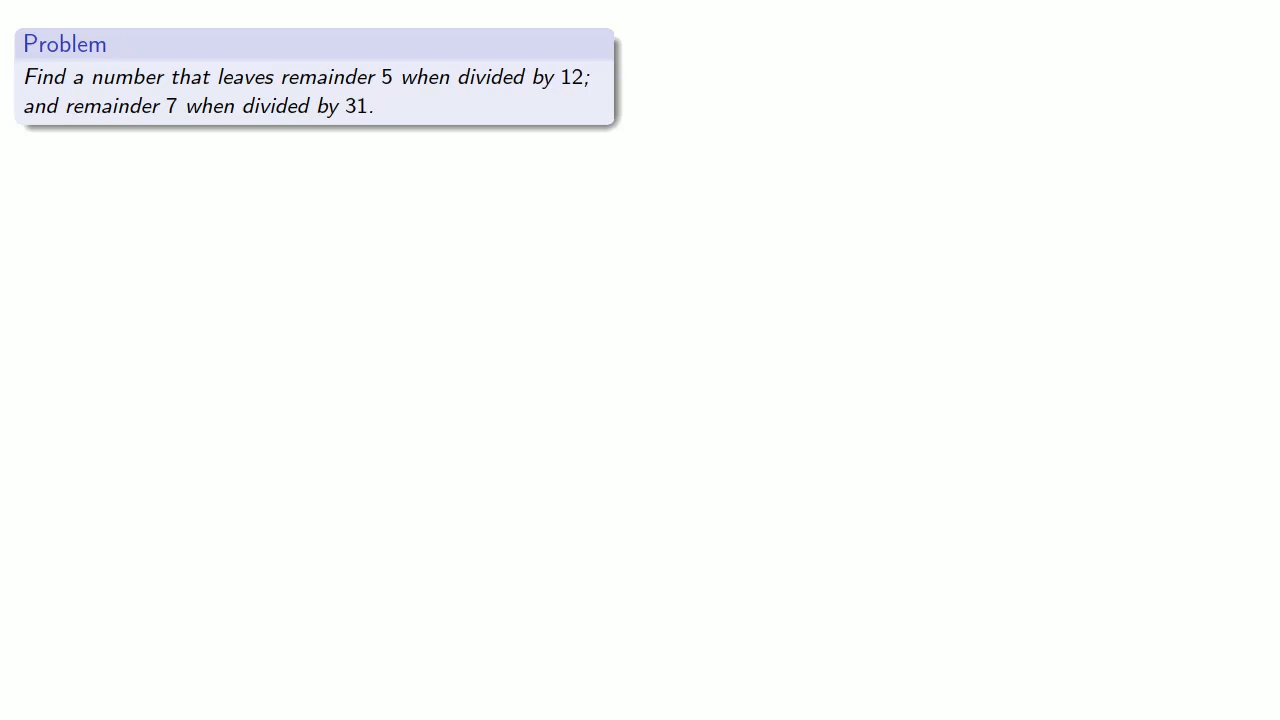 Problem
Find a number that leaves remainder 5 when divided by 12;
and remainder 7 when divided by 31.